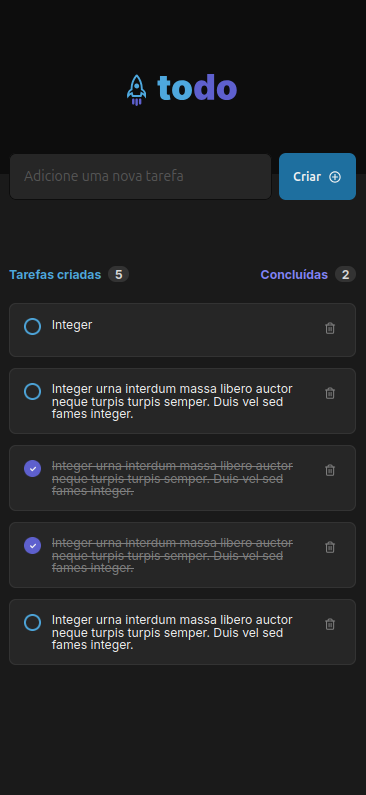 todo
Adicione uma nova tarefa
Criar
Tarefas criadas 5
Concluídas 2
Integer
Integer urna interdum massa libero auctor
neque turpis turpis semper. Duis vel sed
fames integer.
Integer urna interdum massa libero auctor
neque turpis turpis semper. Duis vel sed
fames integer.
Integer urna interdum massa libero auctor
neque turpis turpis semper. Duis vel sed
fames integer.
Integer urna interdum massa libero auctor
neque turpis turpis semper. Duis vel sed
fames integer.